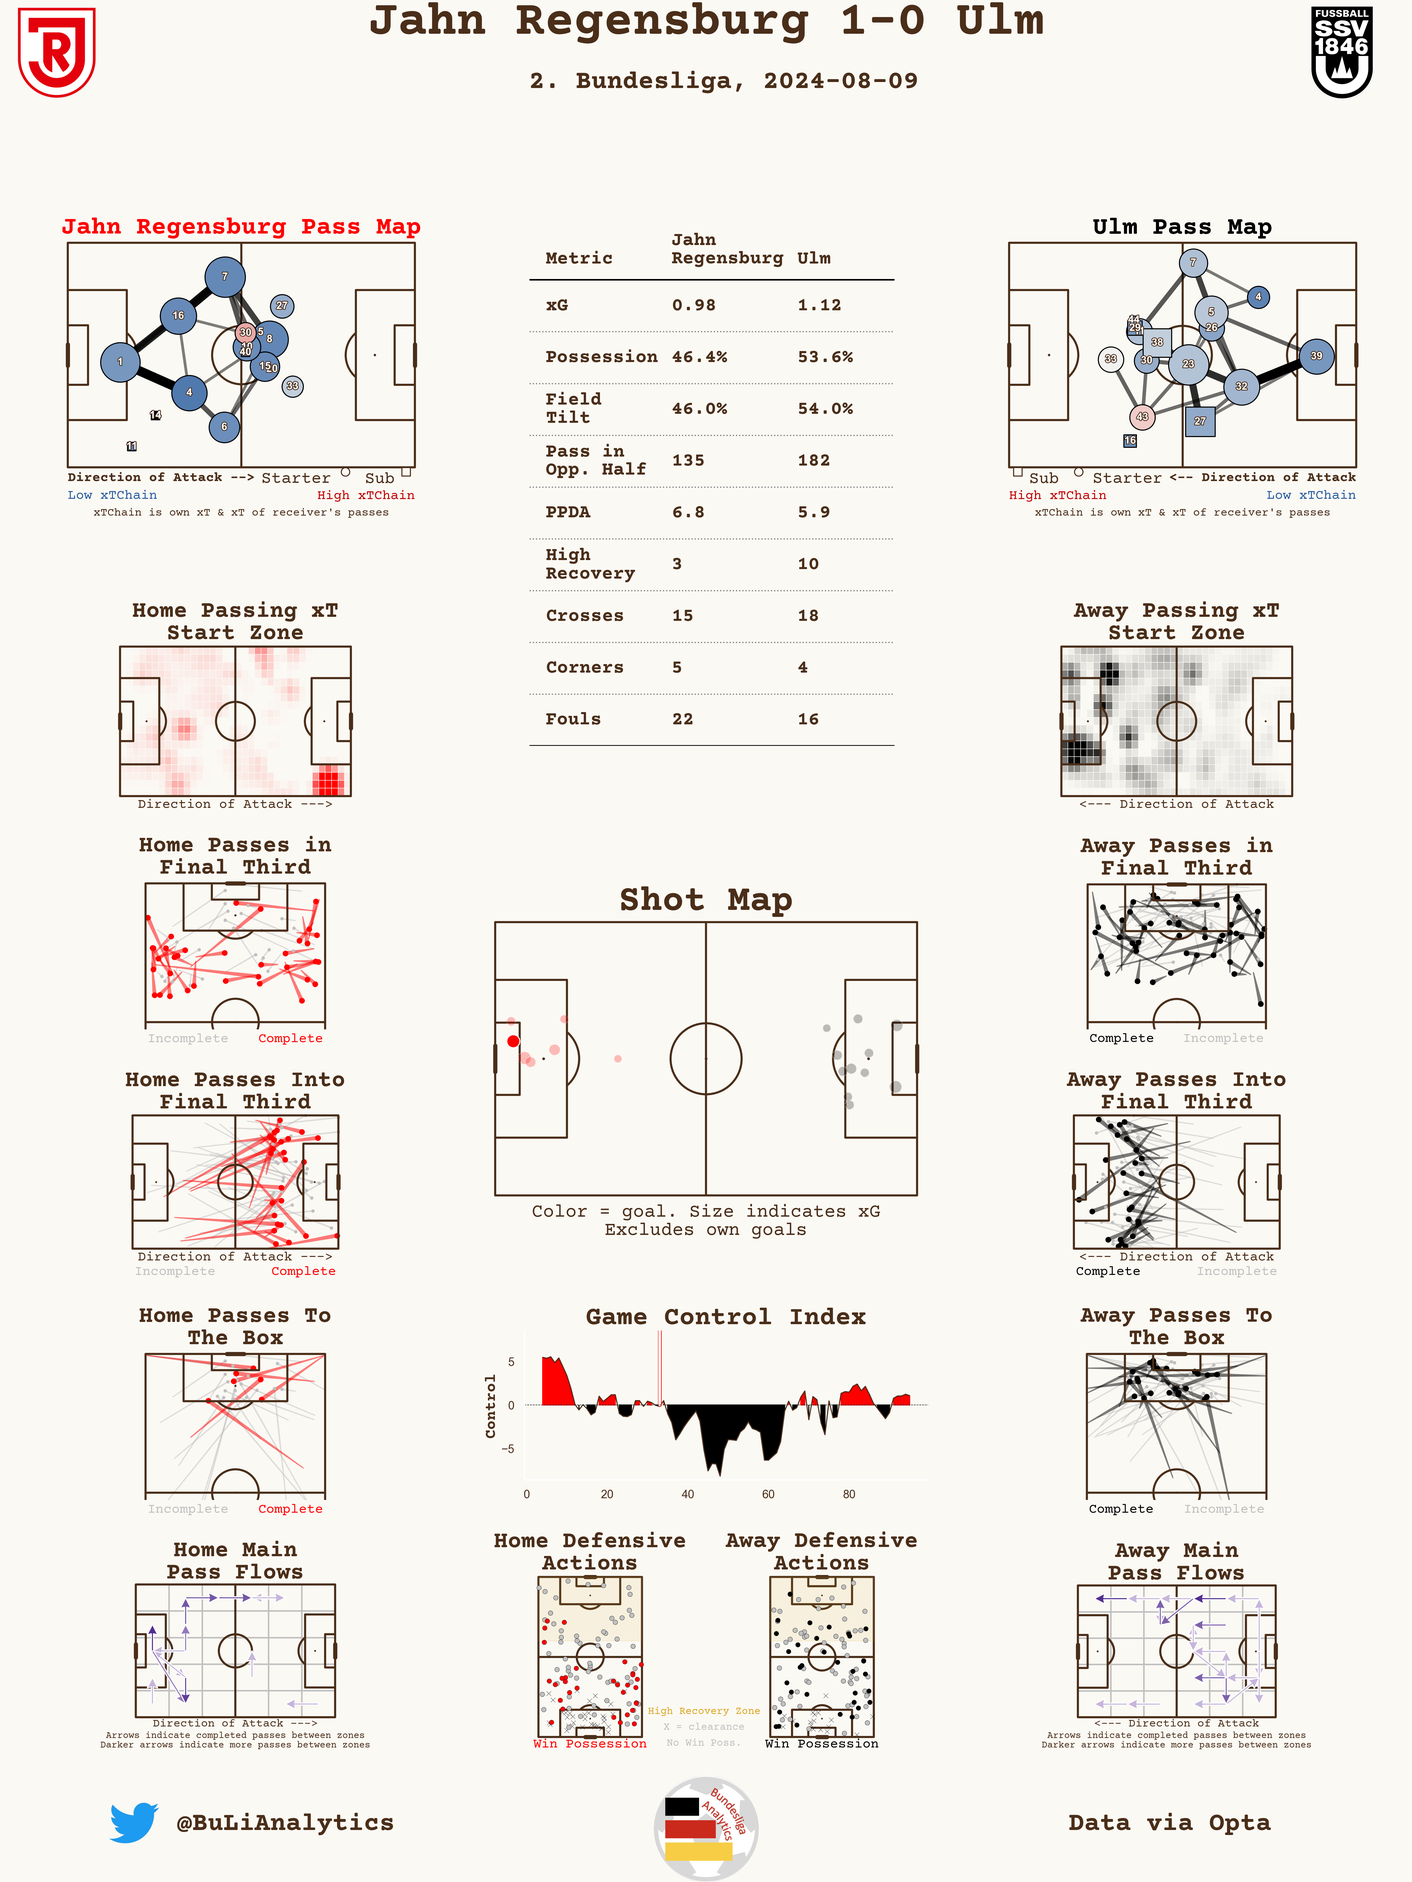 Jahn Regensburg 1-0 Ulm
2. Bundesliga, 2024-08-09
FUSSBALL
SSV
1846
U
R
Jahn Regensburg Pass Map
7
27
16
30
5
8
10
40
1
15
20
33
4
6
14
11
Direction of Attack --> Starter Sub
Low xTChain High xTChain
xTChain is own xT & xT of receiver's passes
Metric Jahn Regensburg Ulm
xG 0.98 1.12
Possession 46.4% 53.6%
Field Tilt 46.0% 54.0%
Pass in Opp. Half 135 182
PPDA 6.8 5.9
High Recovery 3 10
Crosses 15 18
Corners 5 4
Fouls 22 16
Ulm Pass Map
7
4
5
44
29
26
38
33
30
23
39
32
43
27
16
Sub Starter <-- Direction of Attack
High xTChain Low xTChain
xTChain is own xT & xT of receiver's passes
Home Passing xT
Start Zone
Direction of Attack --->
Away Passing xT
Start Zone
<--- Direction of Attack
Home Passes in
Final Third
Incomplete Complete
Away Passes in
Final Third
Complete Incomplete
Shot Map
Color = goal. Size indicates xG
Excludes own goals
Home Passes Into
Final Third
Direction of Attack --->
Incomplete Complete
Away Passes Into
Final Third
<--- Direction of Attack
Complete Incomplete
Home Passes To
The Box
Incomplete Complete
Game Control Index
Control
5
0
−5
0 20 40 60 80
Away Passes To
The Box
Complete Incomplete
Home Main
Pass Flows
Direction of Attack --->
Arrows indicate completed passes between zones
Darker arrows indicate more passes between zones
Home Defensive
Actions
Win Possession
High Recovery Zone
X = clearance
No Win Poss.
Away Defensive
Actions
Win Possession
Away Main
Pass Flows
<--- Direction of Attack
Arrows indicate completed passes between zones
Darker arrows indicate more passes between zones
@BuLiAnalytics
Bundesliga
Analytics
Data via Opta